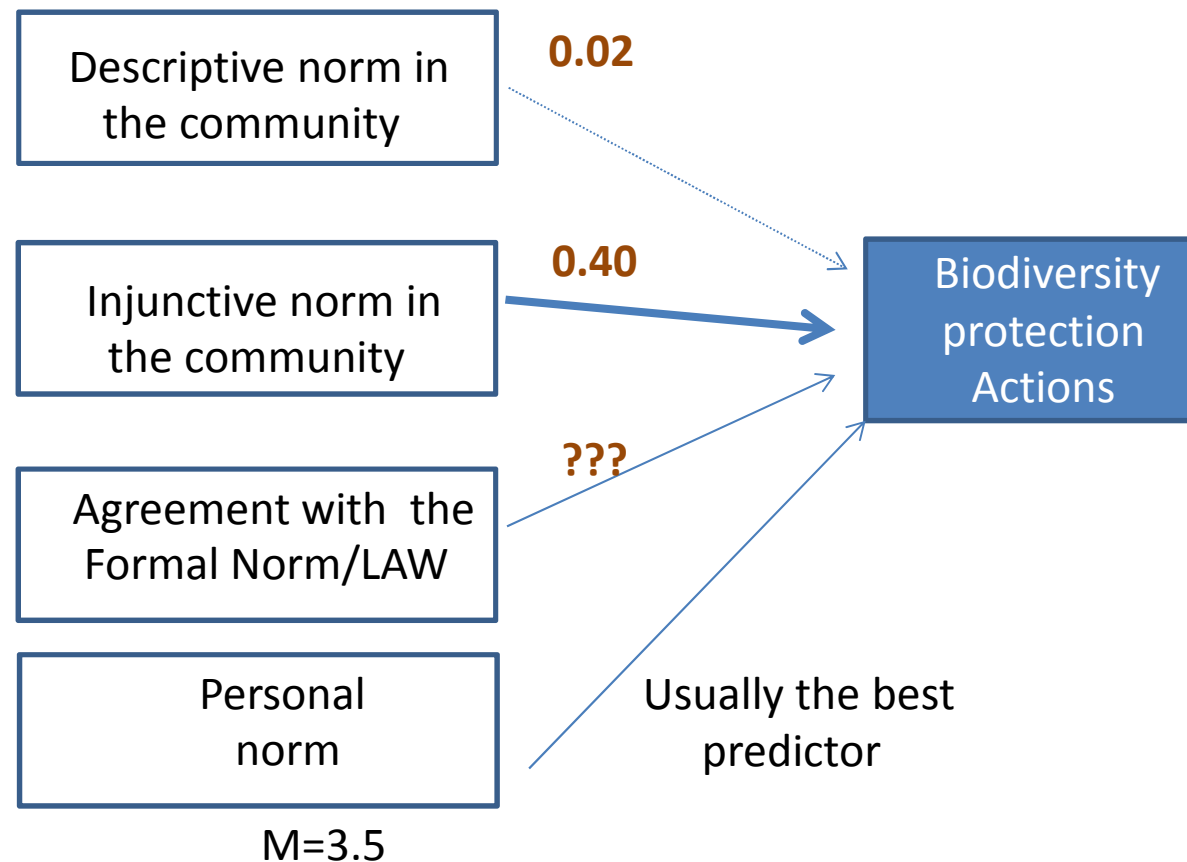 Descriptive norm in
the community
0.02
Injunctive norm in
the community
0.40
Biodiversity
protection
Actions
Agreement with the
Formal Norm/LAW
???
Personal
norm
Usually the best
predictor
M=3.5